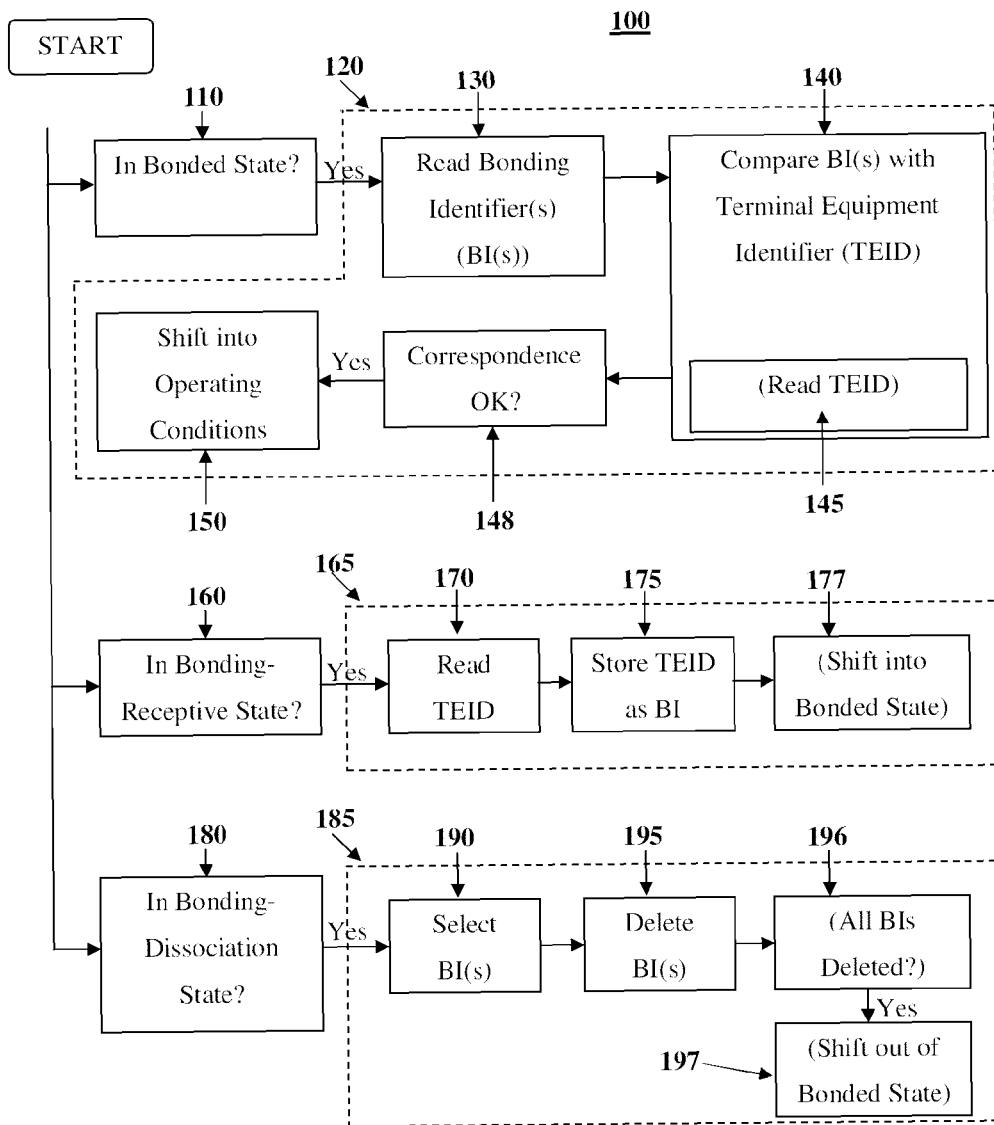 100
START
120
130
140
110
In Bonded State?
Yes
Read Bonding
Identifier(s)
(BI(s))
Compare BI(s) with
Terminal Equipment
Identifier (TEID)
(Read TEID)
Shift into
Operating
Conditions
Yes
Correspondence
OK?
150
148
145
165
170
175
177
160
In Bonding-
Receptive State?
Yes
Read
TEID
Store TEID
as BI
(Shift into
Bonded State)
180
185
190
195
196
In Bonding-
Dissociation
State?
Yes
Select
BI(s)
Delete
BI(s)
(All BIs
Deleted?)
Yes
197
(Shift out of
Bonded State)